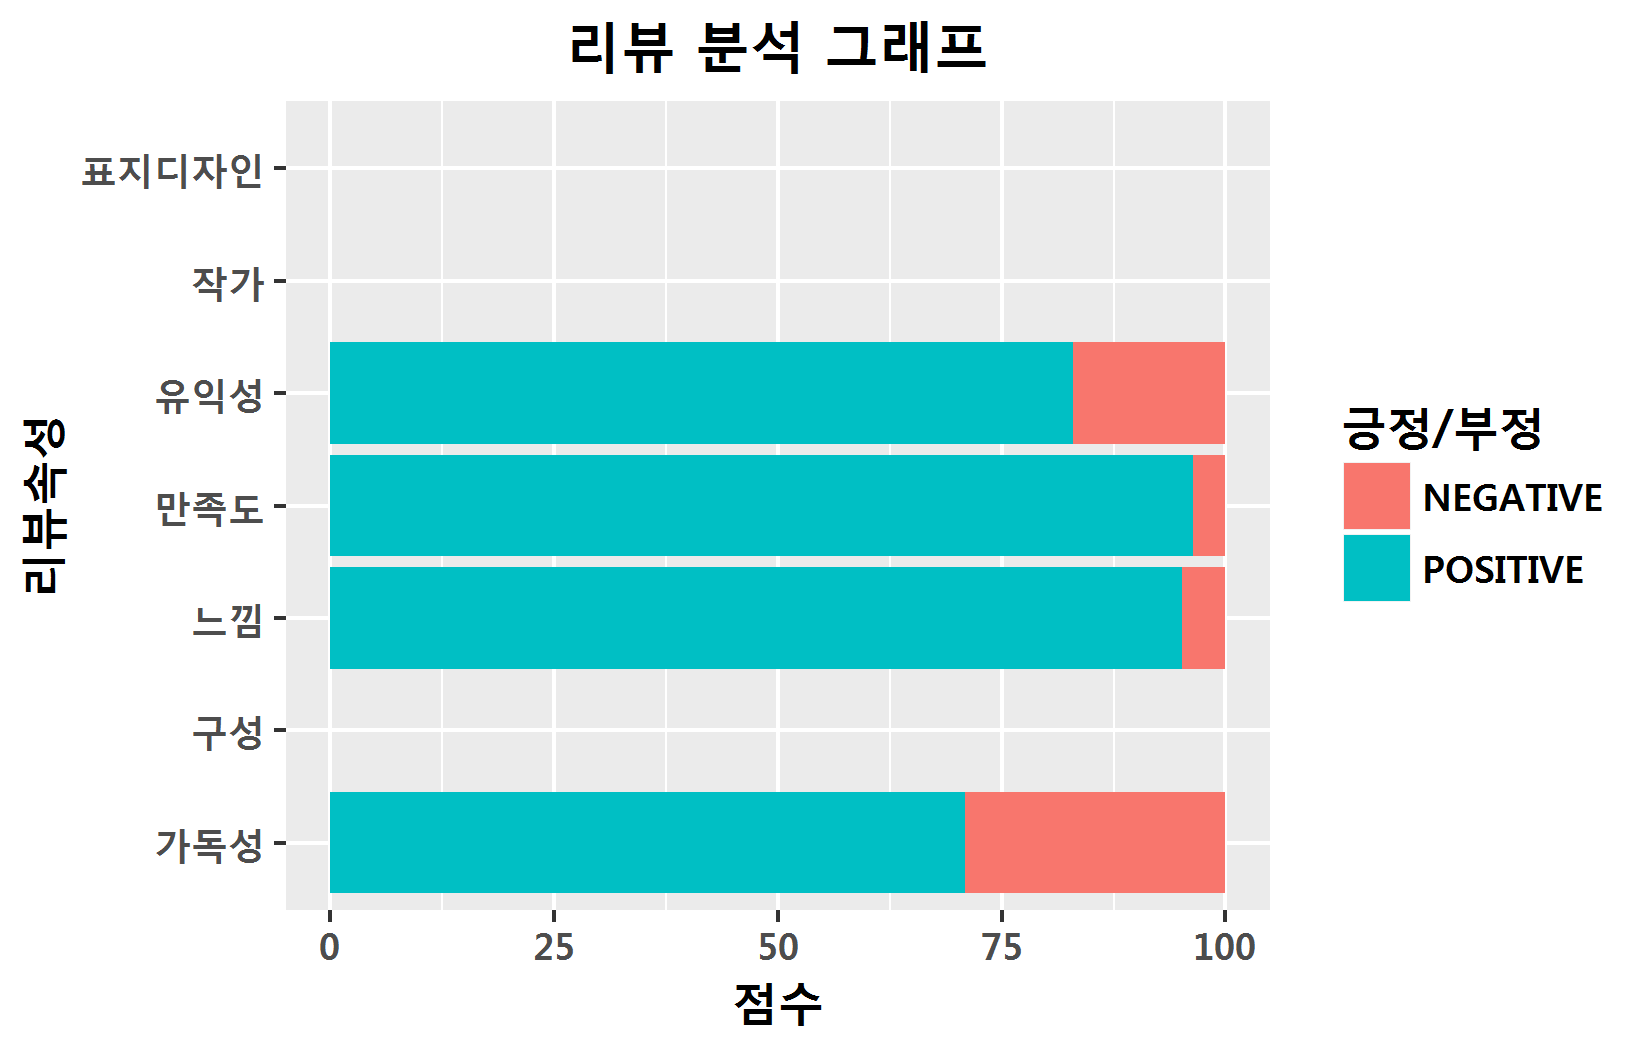 리뷰 분석 그래프
표지디자인
작가
유익성
만족도
느낌
구성
가독성
리뷰속성
0 25 50 75 100
점수
긍정/부정
NEGATIVE
POSITIVE